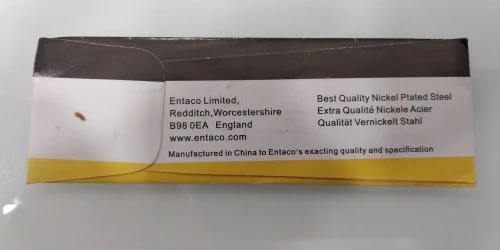 Entaco Limited,
Redditch,Worcestershire
B98 0EA England
www.entaco.com
Best Quality Nickel Plated Steel
Extra Qualité Nickele Acier
Qualität Vernickelt Stahl
Manufactured in China to Entaco's exacting quality and specification